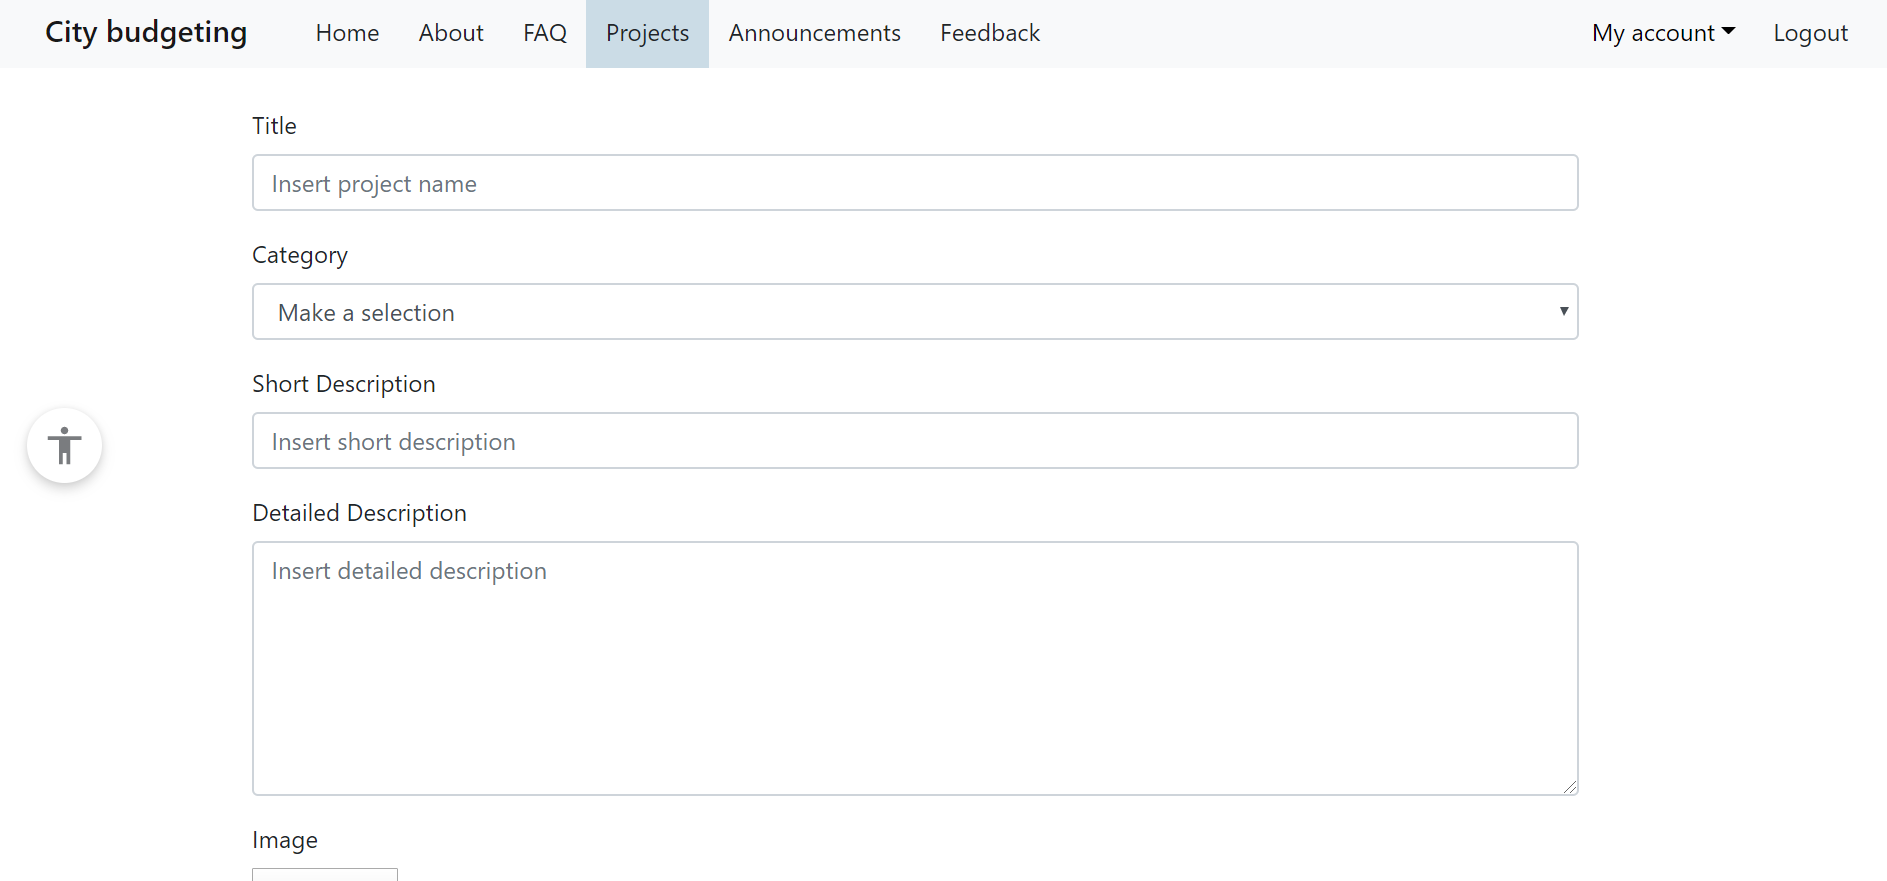 City budgeting Home About FAQ Projects Announcements Feedback My account Logout
Title
Insert project name
Category
Make a selection
Short Description
Insert short description
Detailed Description
Insert detailed description
Image